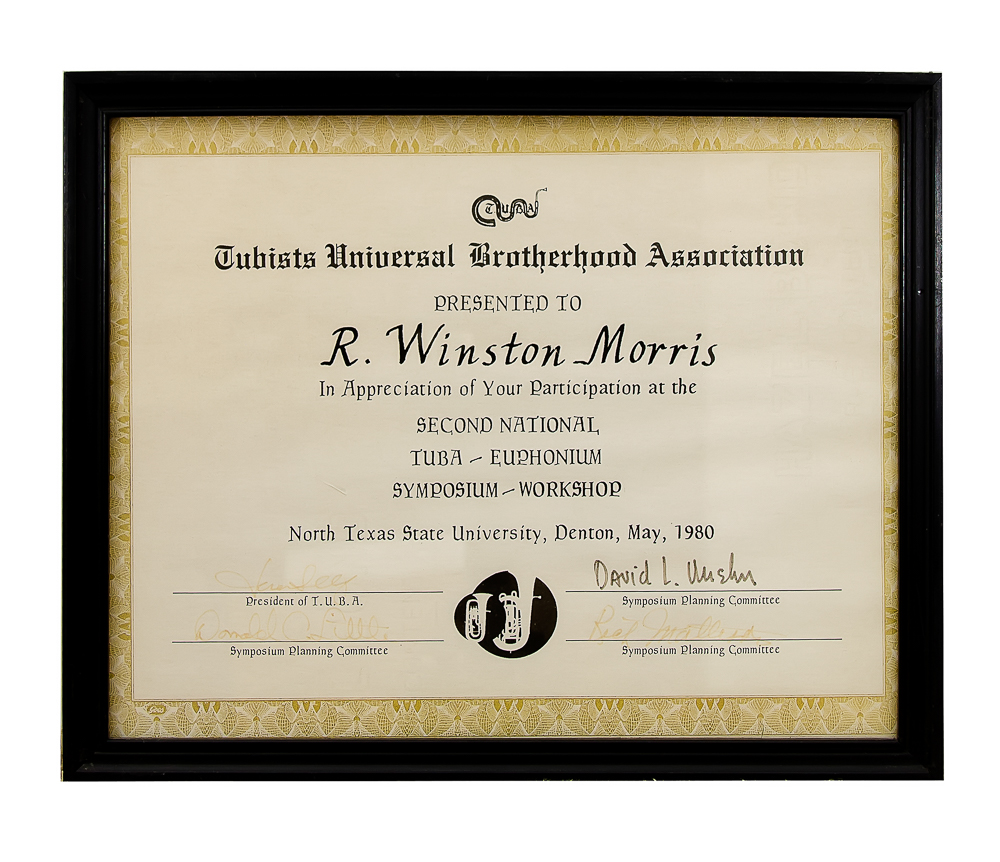 TUBA
Tubists Universal Brotherhood Association
PRESENTED TO
R. Winston Morris
In Appreciation of Your Participation at the
SECOND NATIONAL
TUBA – EUPHONIUM
SYMPOSIUM – WORKSHOP
North Texas State University, Denton, May, 1980
David L.
President of T.U.B.A.
Symposium Planning Committee
Symposium Planning Committee
Symposium Planning Committee
Goes